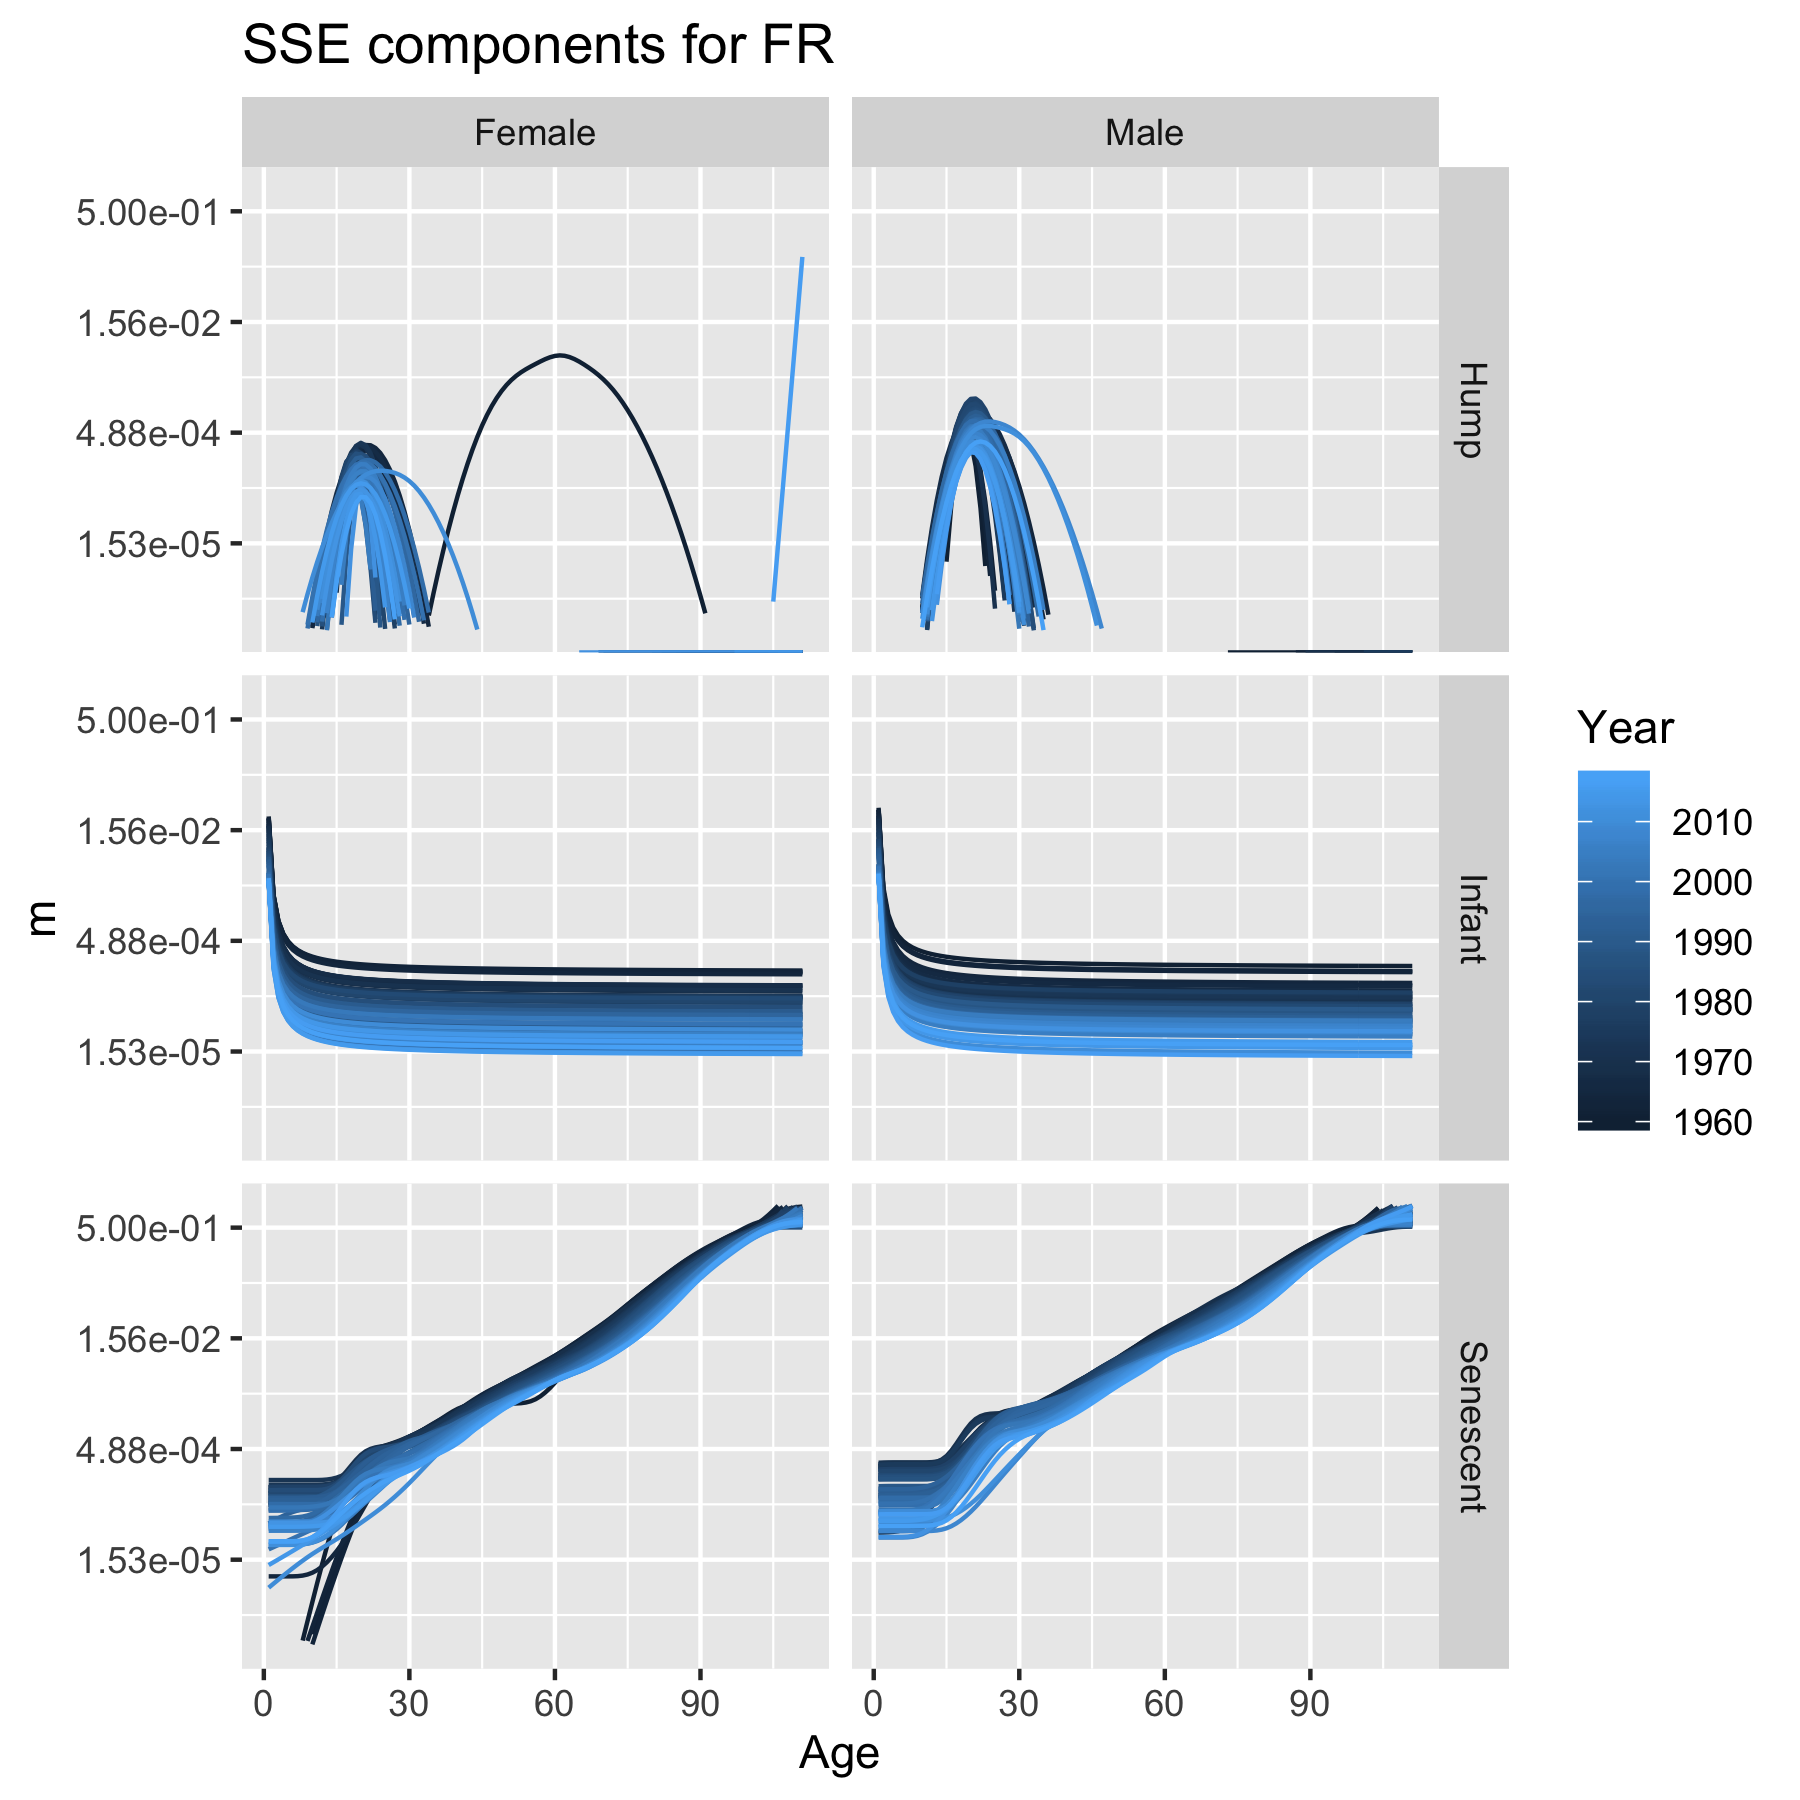 SSE components for FR
Female
Male
5.00e-01
1.56e-02
4.88e-04
1.53e-05
Hump
5.00e-01
1.56e-02
4.88e-04
1.53e-05
Infant
5.00e-01
1.56e-02
4.88e-04
1.53e-05
Senescent
m
0 30 60 90
0 30 60 90
Age
Year
2010
2000
1990
1980
1970
1960